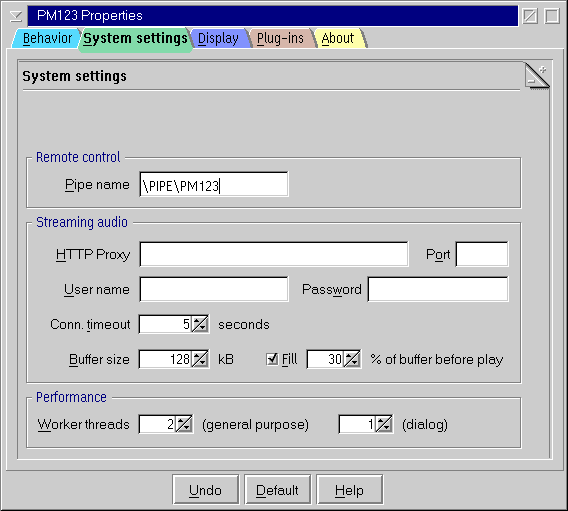 PM123 Properties
Behavior System settings Display Plug-ins About
System settings
Remote control
Pipe name \PIPE\PM123
Streaming audio
HTTP Proxy Port
User name Password
Conn. timeout 5 seconds
Buffer size 128 kB Fill 30 % of buffer before play
Performance
Worker threads 2 (general purpose) 1 (dialog)
Undo Default Help